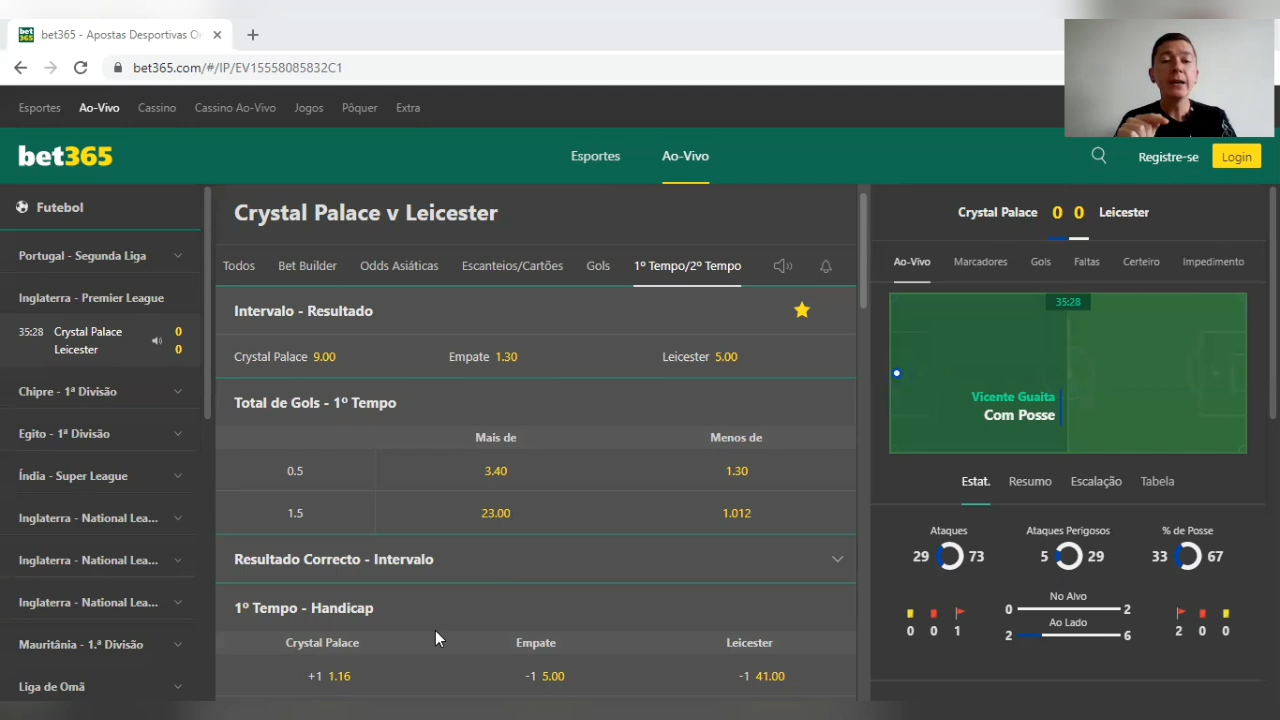 bet365 - Apostas Desportivas O
bet365.com/#/IP/EV15558085832C1
Esportes Ao-Vivo Cassino Cassino Ao-Vivo Jogos Pôquer Extra
bet365 Esportes Ao-Vivo Registre-se Login
Futebol
Portugal - Segunda Liga
Inglaterra - Premier League
35:28 Crystal Palace 0
Leicester 0
Chipre - 1ª Divisão
Egito - 1ª Divisão
Índia - Super League
Inglaterra - National Lea...
Inglaterra - National Lea...
Inglaterra - National Lea...
Mauritânia - 1.ª Divisão
Liga de Omã
Crystal Palace v Leicester
Todos Bet Builder Odds Asiáticas Escanteios/Cartões Gols 1º Tempo/2º Tempo
Intervalo - Resultado
Crystal Palace 9.00 Empate 1.30 Leicester 5.00
Total de Gols - 1º Tempo
Mais de Menos de
0.5 3.40 1.30
1.5 23.00 1.012
Resultado Correcto - Intervalo
1º Tempo - Handicap
Crystal Palace Empate Leicester
+1 1.16 -1 5.00 -1 41.00
Crystal Palace 0 0 Leicester
Ao-Vivo Marcadores Gols Faltas Certeiro Impedimento
35:28
Vicente Guaita
Com Posse
Estat. Resumo Escalação Tabela
Ataques Ataques Perigosos % de Posse
29 73 5 29 33 67
No Alvo
0 2
Ao Lado
2 6
0 0 1 2 0 0